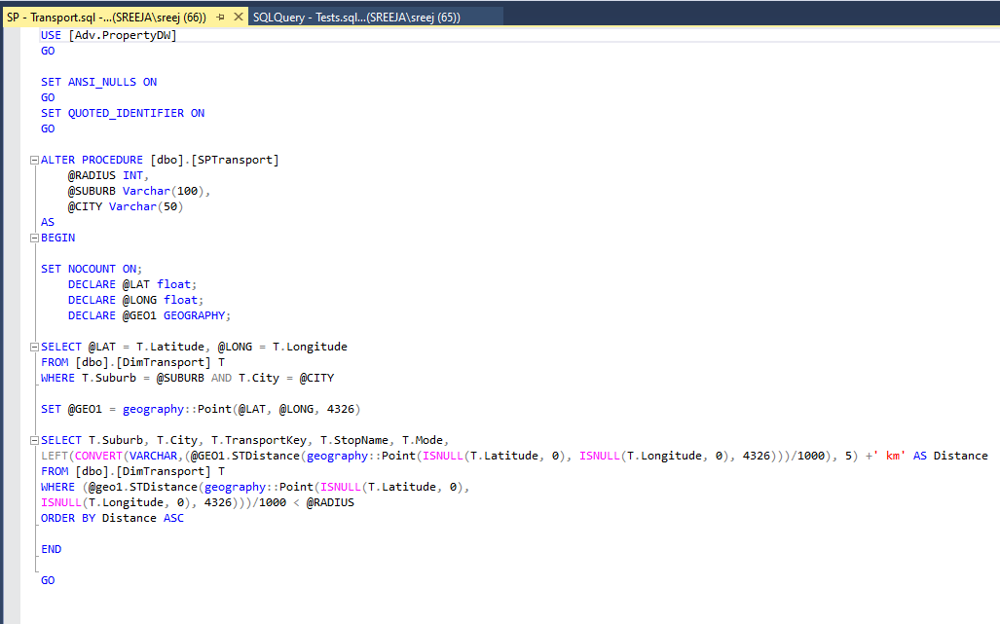 SP - Transport.sql -...(SREEJA\sreej (66)) SQLQuery - Tests.sql...(SREEJA\sreej (65))
USE [Adv.PropertyDW]
GO
SET ANSI_NULLS ON
GO
SET QUOTED_IDENTIFIER ON
GO
ALTER PROCEDURE [dbo].[SPTransport]
@RADIUS INT,
@SUBURB Varchar(100),
@CITY Varchar(50)
AS
BEGIN
SET NOCOUNT ON;
DECLARE @LAT float;
DECLARE @LONG float;
DECLARE @GEO1 GEOGRAPHY;
SELECT @LAT = T.Latitude, @LONG = T.Longitude
FROM [dbo].[DimTransport] T
WHERE T.Suburb = @SUBURB AND T.City = @CITY
SET @GEO1 = geography::Point(@LAT, @LONG, 4326)
SELECT T.Suburb, T.City, T.TransportKey, T.StopName, T.Mode,
LEFT(CONVERT(VARCHAR,(@GEO1.STDistance(geography::Point(ISNULL(T.Latitude, 0), ISNULL(T.Longitude, 0), 4326)))/1000), 5) +' km' AS Distance
FROM [dbo].[DimTransport] T
WHERE (@geo1.STDistance(geography::Point(ISNULL(T.Latitude, 0),
ISNULL(T.Longitude, 0), 4326)))/1000 < @RADIUS
ORDER BY Distance ASC
END
GO